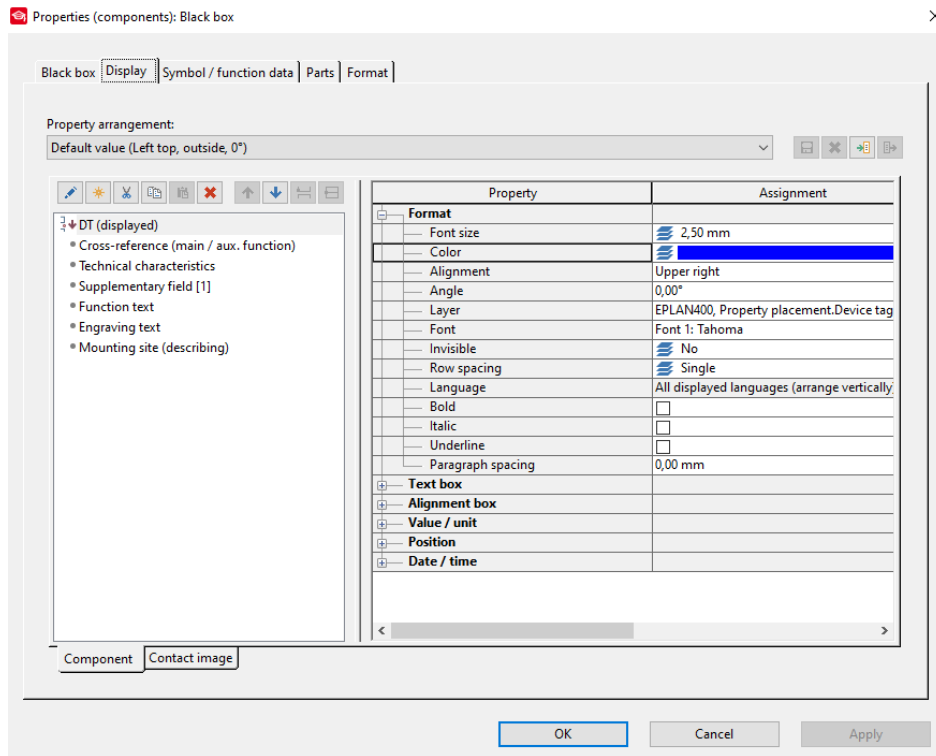 Properties (components): Black box
Black box Display Symbol / function data Parts Format
Property arrangement:
Default value (Left top, outside, 0°)
Property Assignment
DT (displayed)
Cross-reference (main / aux. function)
Technical characteristics
Supplementary field [1]
Function text
Engraving text
Mounting site (describing)
Format
Font size 2,50 mm
Color
Alignment Upper right
Angle 0,00°
Layer EPLAN400, Property placement.Device tag
Font Font 1: Tahoma
Invisible No
Row spacing Single
Language All displayed languages (arrange vertically)
Bold
Italic
Underline
Paragraph spacing 0,00 mm
Text box
Alignment box
Value / unit
Position
Date / time
Component Contact image
OK Cancel Apply